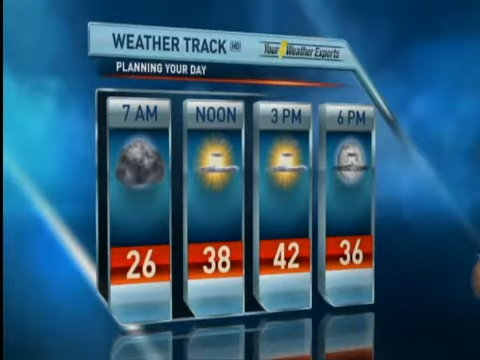 WEATHER TRACK HD
Your Weather Experts
PLANNING YOUR DAY
7 AM NOON 3 PM 6 PM
26 38 42 36